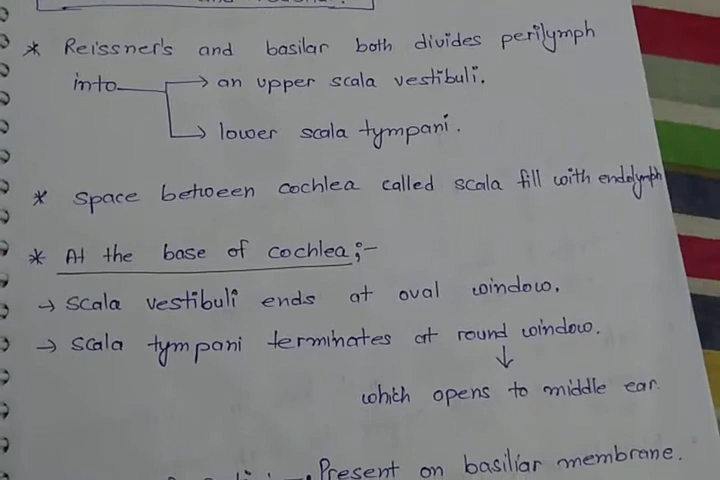 * Reissner's and basilar both divides perilymph
into → an upper scala vestibuli.
→ lower scala tympani.
* space between cochlea called scala fill with endolymph
* At the base of cochlea;-
→ scala vestibuli ends at oval window.
→ scala tympani terminates at round window.
↓
which opens to middle ear.
Present on basiliar membrane.